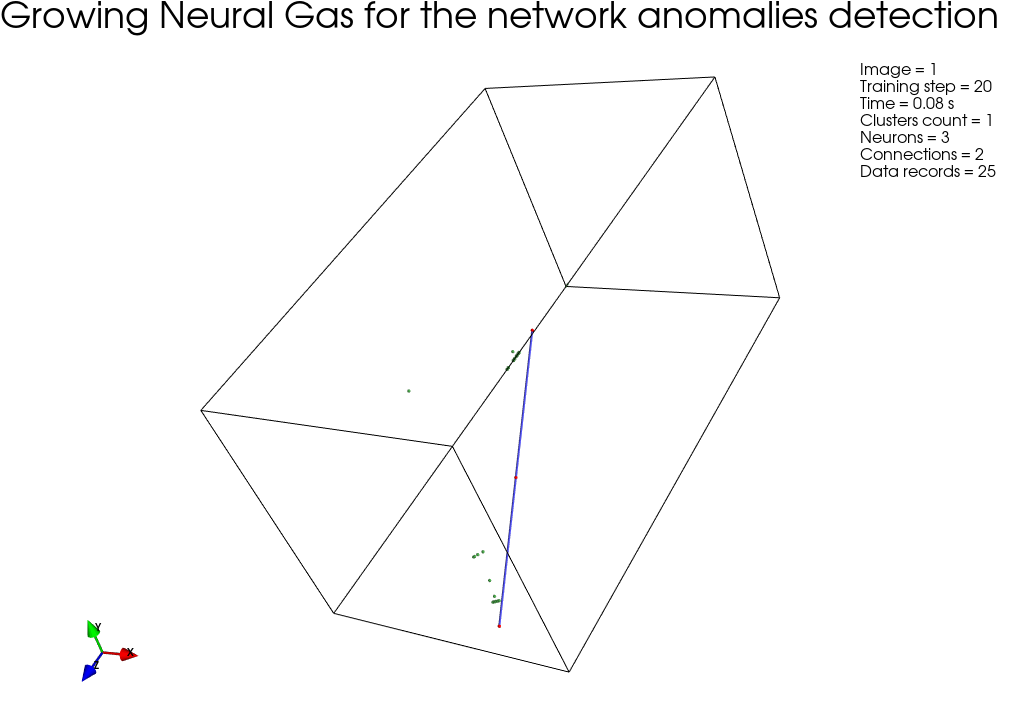 Growing Neural Gas for the network anomalies detection
Image = 1
Training step = 20
Time = 0.08 s
Clusters count = 1
Neurons = 3
Connections = 2
Data records = 25
Y
X
Z